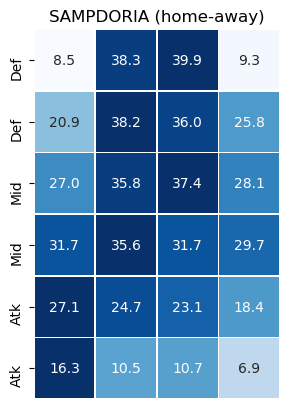 SAMPDORIA (home-away)
Def 8.5 38.3 39.9 9.3
Def 20.9 38.2 36.0 25.8
Mid 27.0 35.8 37.4 28.1
Mid 31.7 35.6 31.7 29.7
Atk 27.1 24.7 23.1 18.4
Atk 16.3 10.5 10.7 6.9